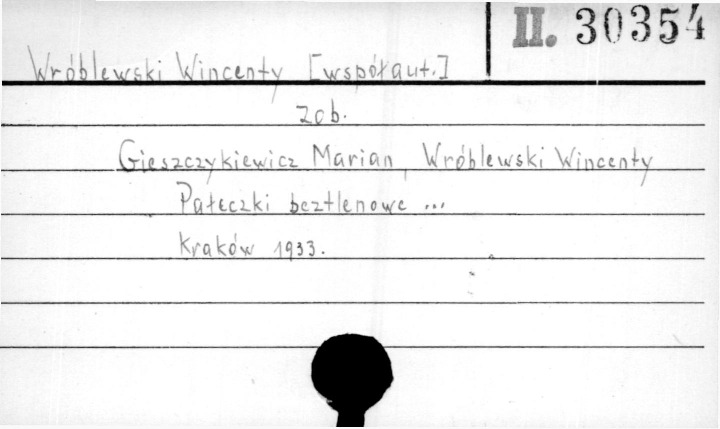 II. 30354
Wróblewski Wincenty [współaut.]
zob.
Gieszczykiewicz Marian, Wróblewski Wincenty
Pałeczki beztlenowe ...
Kraków 1933.